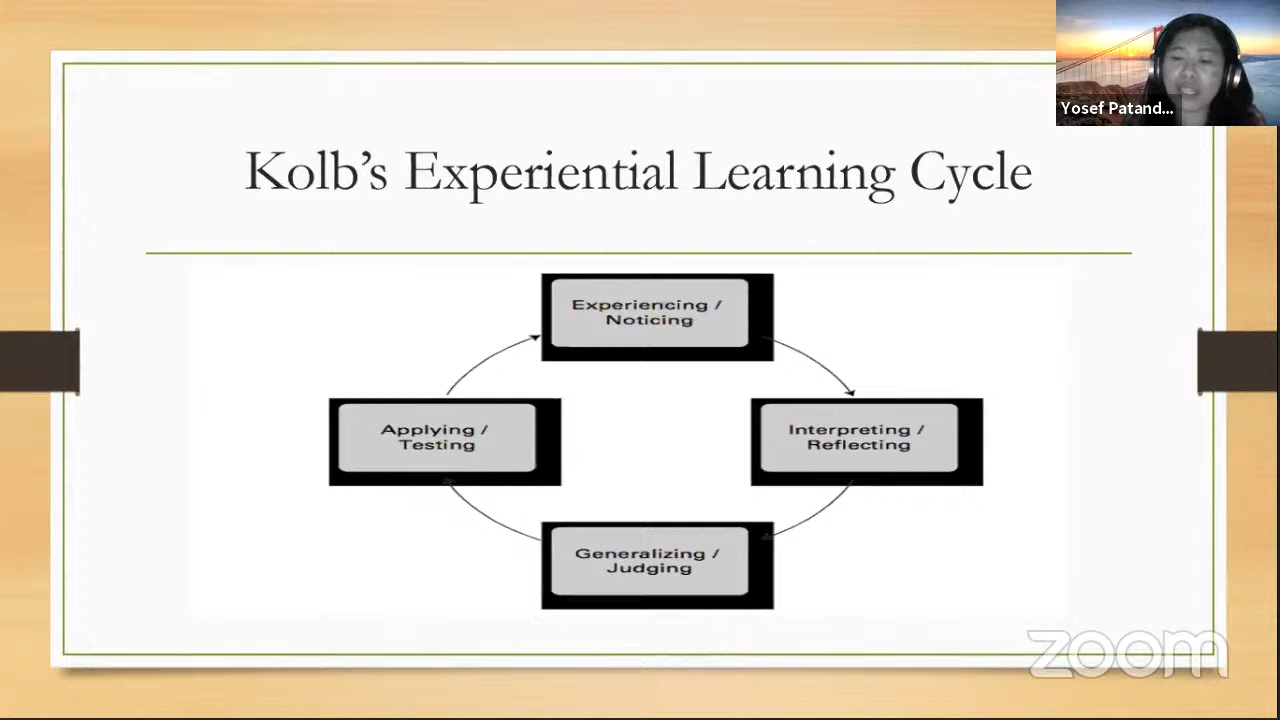 Yosef Patand...
Kolb’s Experiential Learning Cycle
Experiencing /
Noticing
Applying /
Testing
Interpreting /
Reflecting
Generalizing /
Judging
zoom